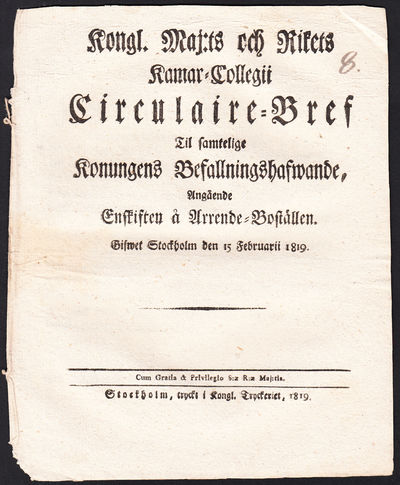 Kongl. Maj:ts och Rikets
8.
Kamar-Collegii
Circulaire-Bref
Til samtelige
Konungens Befallningshafwande,
Angående
Enskiften å Arrende-Boställen.
Gifwet Stockholm den 15 Februarii 1819.
Cum Gratia & Privilegio S:æ R:æ Maj:tis.
Stockholm, tryckt i Kongl. Tryckeriet, 1819.